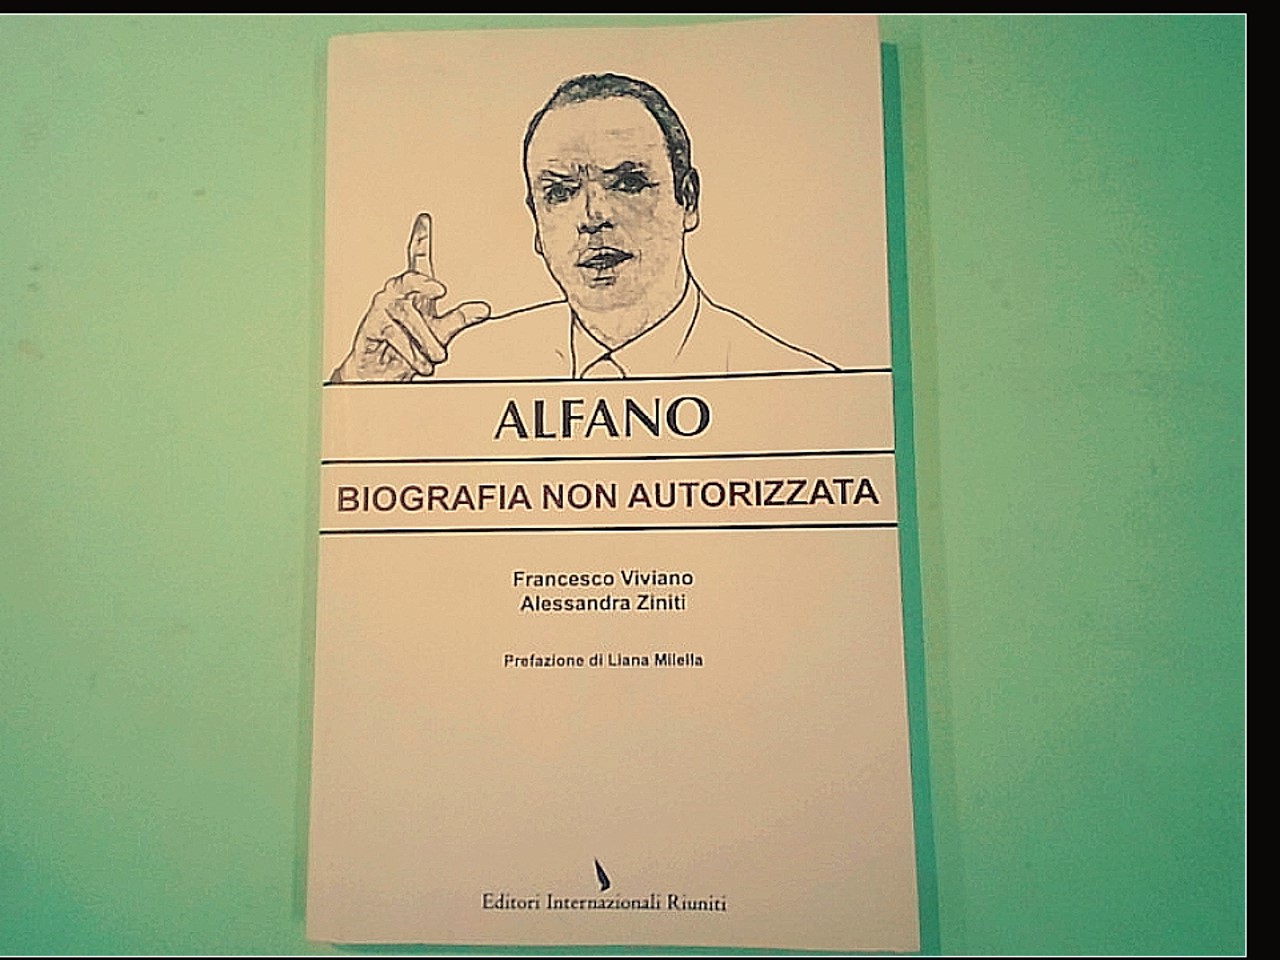 ALFANO
BIOGRAFIA NON AUTORIZZATA
Francesco Viviano
Alessandra Ziniti
Prefazione di Liana Milella
Editori Internazionali Riuniti